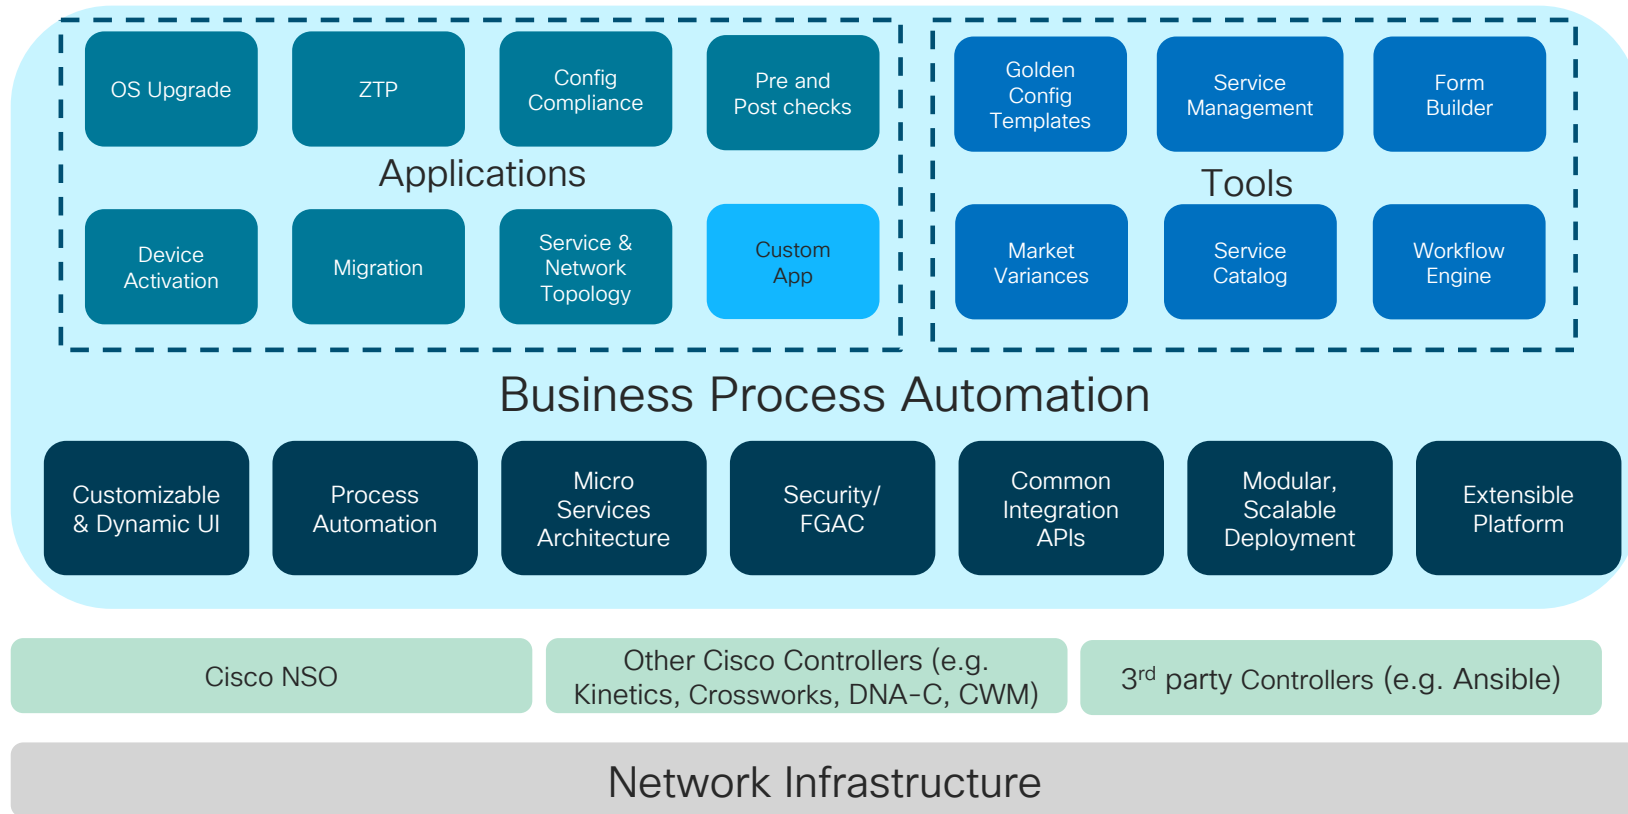 OS Upgrade
ZTP
Config
Compliance
Pre and
Post checks
Applications
Device
Activation
Migration
Service &
Network
Topology
Custom
App
Golden
Config
Templates
Service
Management
Form
Builder
Tools
Market
Variances
Service
Catalog
Workflow
Engine
Business Process Automation
Customizable
& Dynamic UI
Process
Automation
Micro
Services
Architecture
Security/
FGAC
Common
Integration
APIs
Modular,
Scalable
Deployment
Extensible
Platform
Cisco NSO
Other Cisco Controllers (e.g.
Kinetics, Crossworks, DNA-C, CWM)
3rd party Controllers (e.g. Ansible)
Network Infrastructure